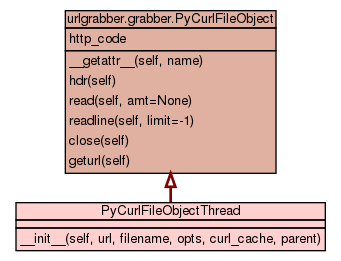 urlgrabber.grabber.PyCurlFileObject
http_code
__getattr__(self, name)
hdr(self)
read(self, amt=None)
readline(self, limit=-1)
close(self)
geturl(self)
PyCurlFileObjectThread
__init__(self, url, filename, opts, curl_cache, parent)